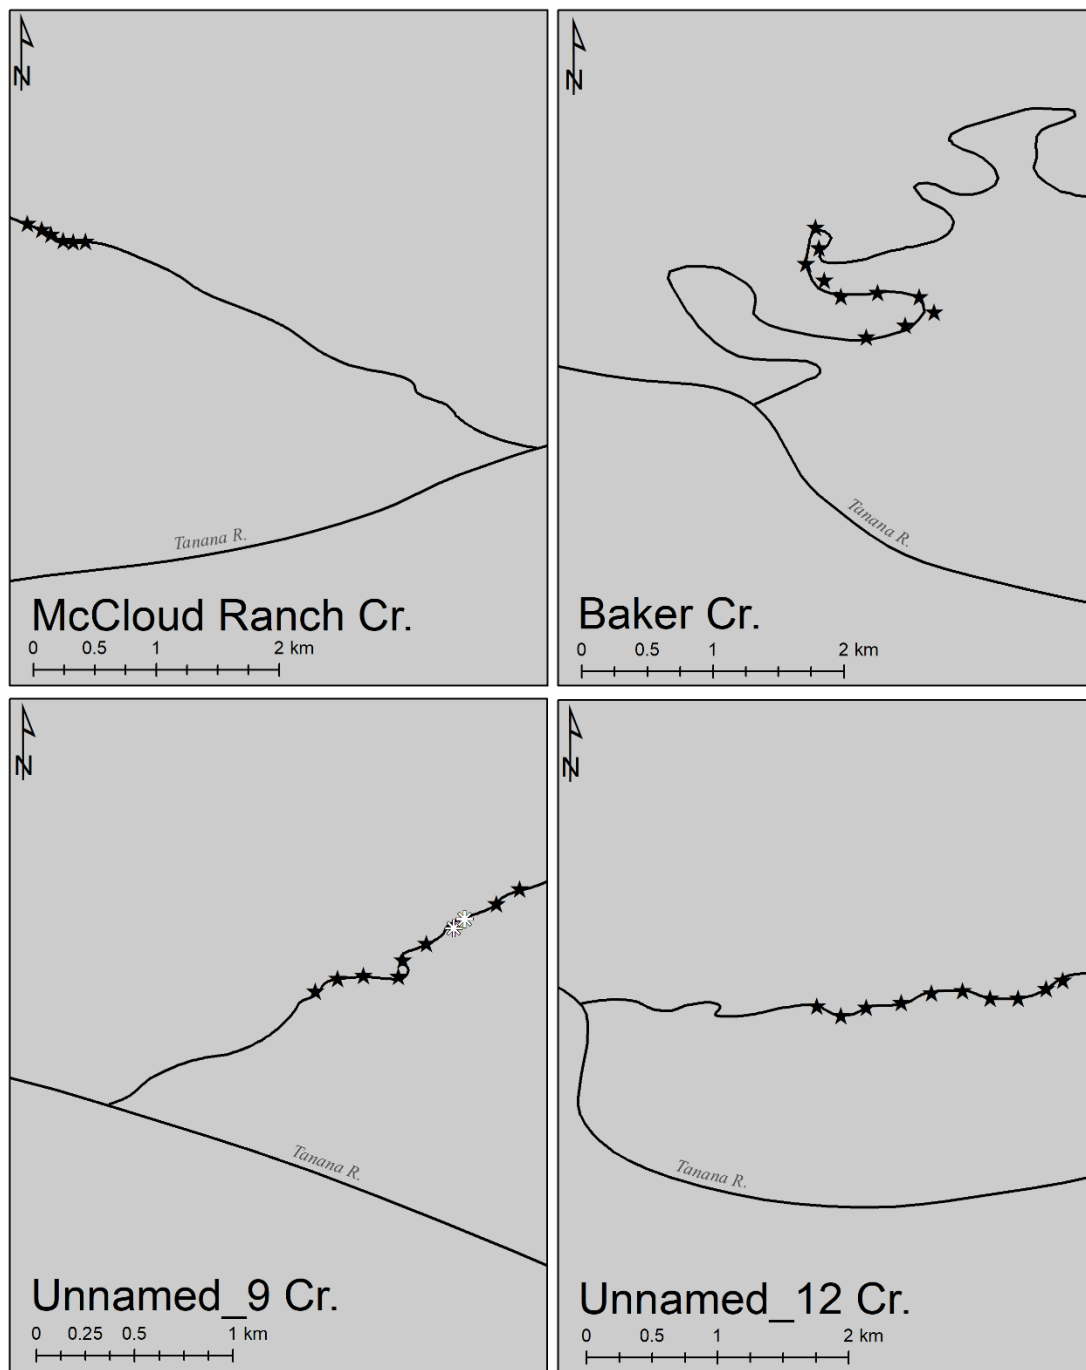 N
Tanana R.
McCloud Ranch Cr.
0 0.5 1 2 km
N
Tanana R.
Baker Cr.
0 0.5 1 2 km
N
Tanana R.
Unnamed_9 Cr.
0 0.25 0.5 1 km
N
Tanana R.
Unnamed_12 Cr.
0 0.5 1 2 km